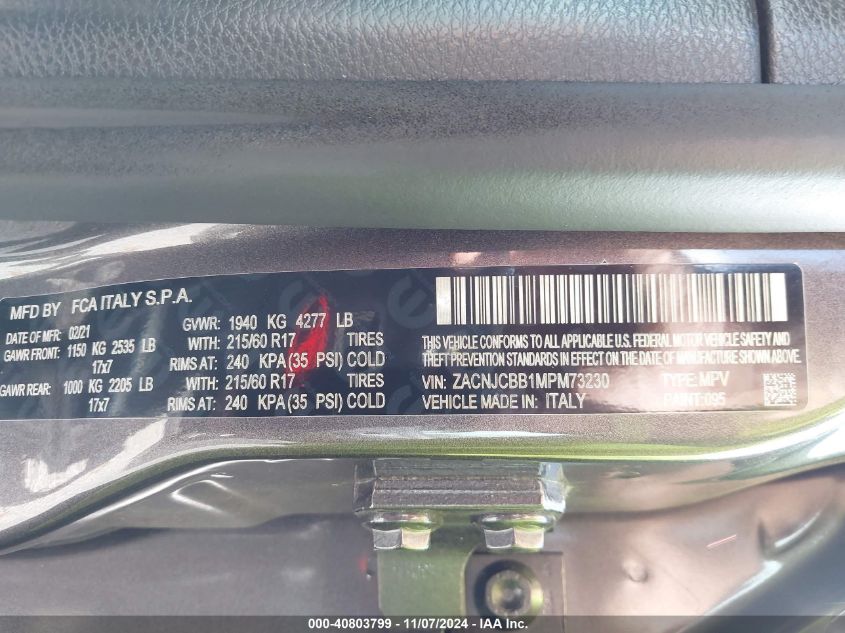 MFD BY FCA ITALY S.P.A.
DATE OF MFR: 02/21
GVWR: 1940 KG 4277 LB
GAWR FRONT: 1150 KG 2535 LB
WITH: 215/60 R17 TIRES
17x7
RIMS AT: 240 KPA (35 PSI) COLD
GAWR REAR: 1000 KG 2205 LB
WITH: 215/60 R17 TIRES
17x7
RIMS AT: 240 KPA (35 PSI) COLD
THIS VEHICLE CONFORMS TO ALL APPLICABLE U.S. FEDERAL MOTOR VEHICLE SAFETY AND
THEFT PREVENTION STANDARDS IN EFFECT ON THE DATE OF MANUFACTURE SHOWN ABOVE.
VIN: ZACNJCBB1MPM73230 TYPE: MPV
VEHICLE MADE IN: ITALY PAINT: 095
000-40803799 - 11/07/2024 - IAA Inc.